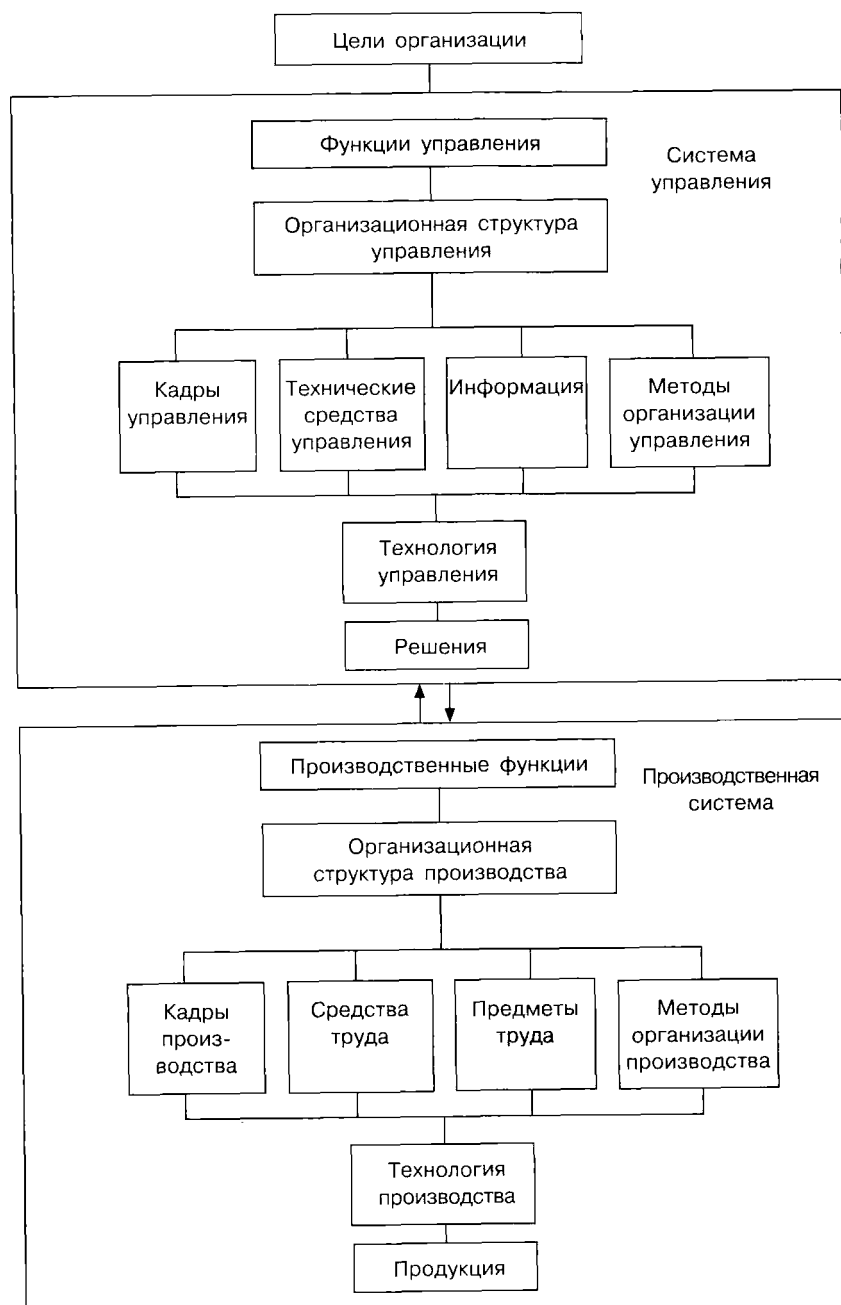 Цели организации
Функции управления
Система
управления
Организационная структура
управления
Кадры
управления
Технические
средства
управления
Информация
Методы
организации
управления
Технология
управления
Решения
Производственные функции
Производственная
система
Организационная
структура производства
Кадры
произ-
водства
Средства
труда
Предметы
труда
Методы
организации
производства
Технология
производства
Продукция